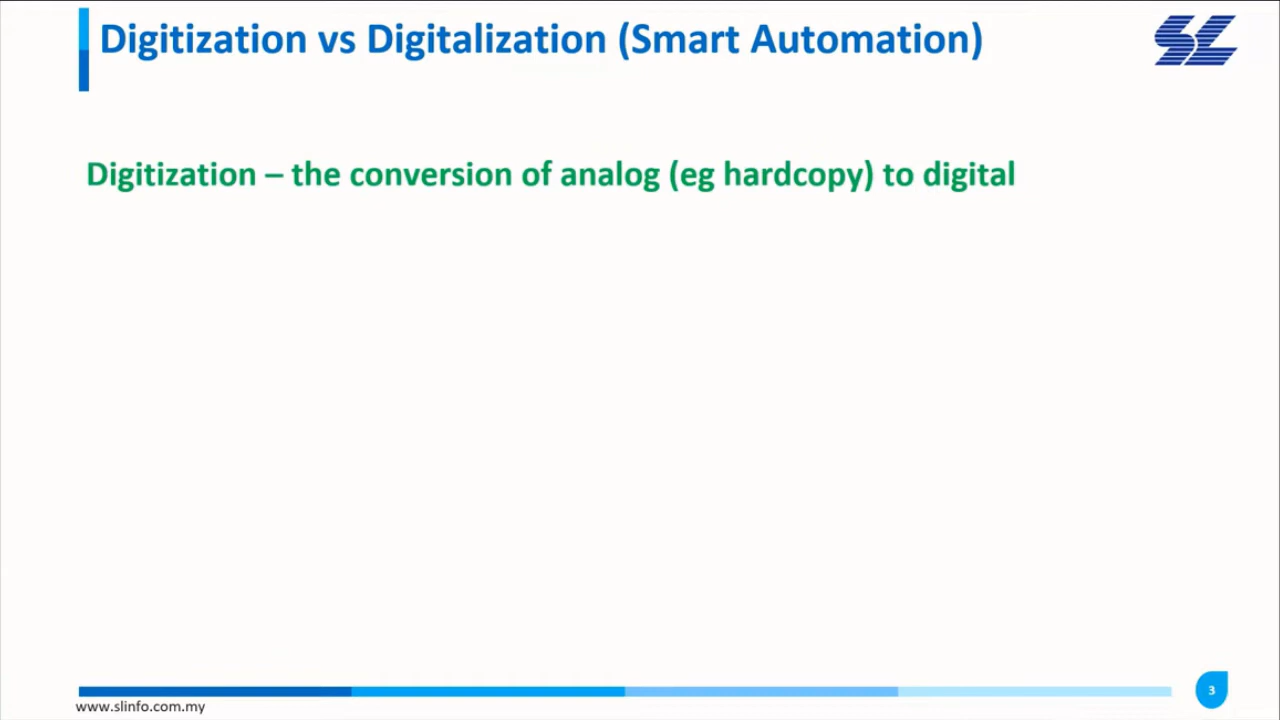 Digitization vs Digitalization (Smart Automation)
SL
Digitization – the conversion of analog (eg hardcopy) to digital
www.slinfo.com.my
3